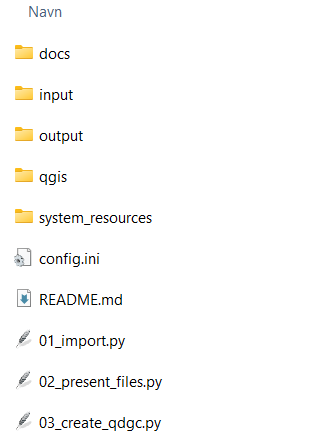 Navn
docs
input
output
qgis
system_resources
config.ini
README.md
01_import.py
02_present_files.py
03_create_qdgc.py